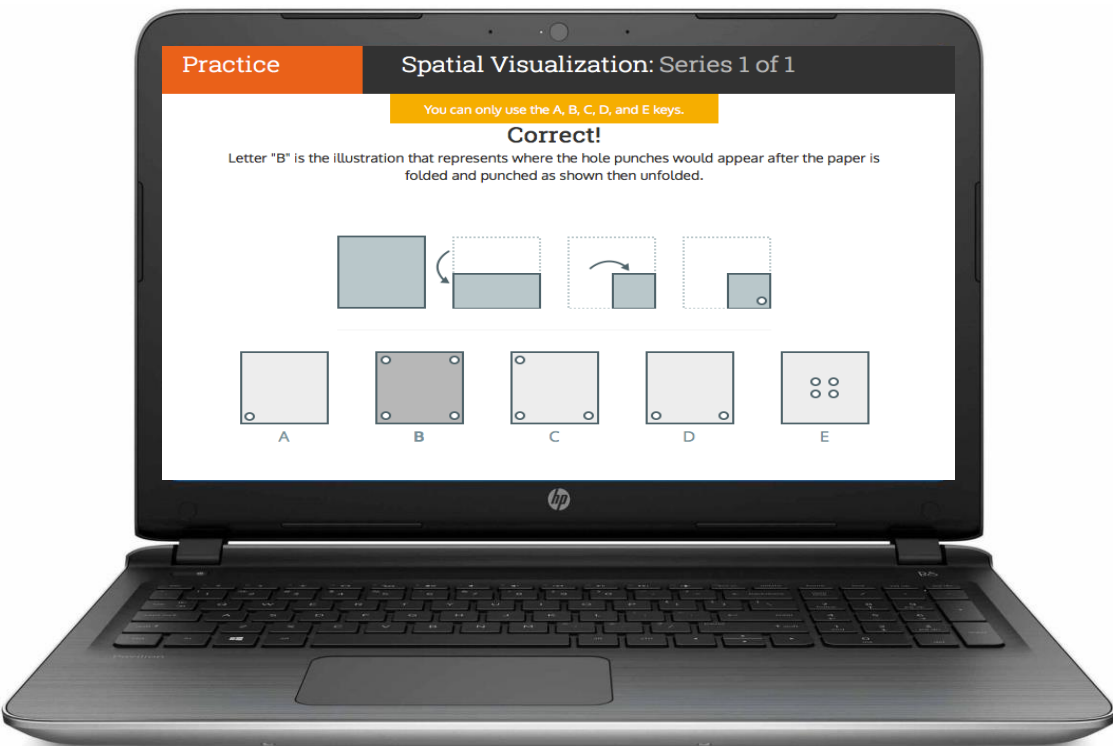 Practice
Spatial Visualization: Series 1 of 1
You can only use the A, B, C, D, and E keys.
Correct!
Letter "B" is the illustration that represents where the hole punches would appear after the paper is
folded and punched as shown then unfolded.
A B C D E
hp